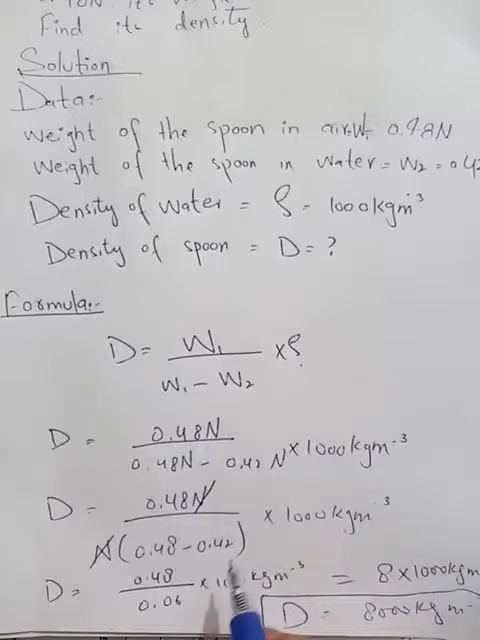 Find its density.
Solution
Data:-
Weight of the spoon in air=W₁ 0.48N
Weight of the spoon in water = W₂ = 0.42
Density of water = ρ = 1000kgm⁻³
Density of spoon = D = ?
Formula:-
D = W₁ / W₁ - W₂ × ρ
D = 0.48N / 0.48N - 0.42 N × 1000kgm⁻³
D = 0.48N / N(0.48 - 0.42) × 1000kgm⁻³
D = 0.48 / 0.06 × kgm⁻³ = 8×1000kgm
D = 8000kgm